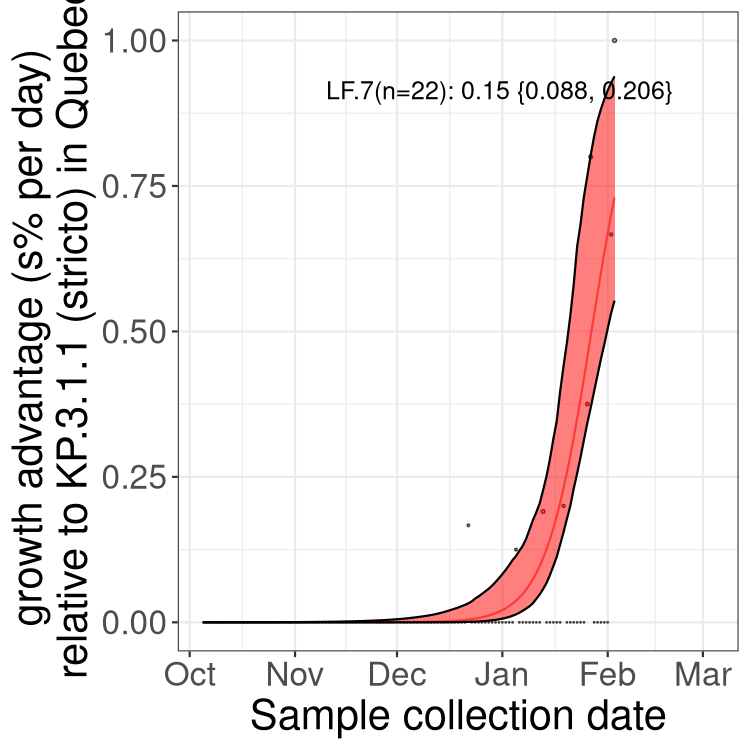 growth advantage (s% per day)
relative to KP.3.1.1 (stricto) in Quebec
1.00
0.75
0.50
0.25
0.00
LF.7(n=22): 0.15 {0.088, 0.206}
Oct Nov Dec Jan Feb Mar
Sample collection date